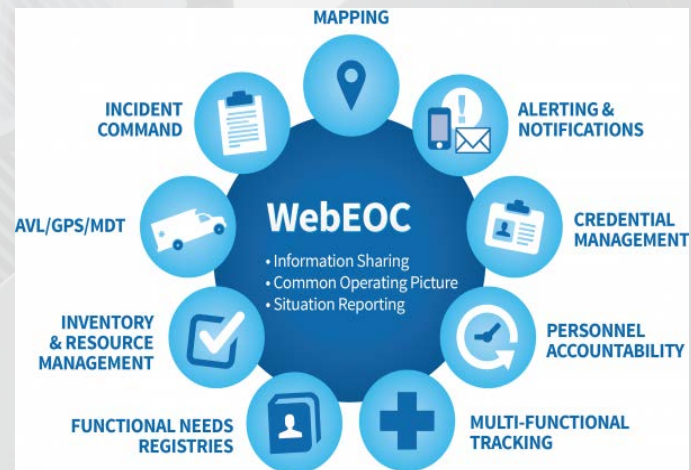 MAPPING
ALERTING &
NOTIFICATIONS
CREDENTIAL
MANAGEMENT
PERSONNEL
ACCOUNTABILITY
MULTI-FUNCTIONAL
TRACKING
FUNCTIONAL NEEDS
REGISTRIES
INVENTORY
& RESOURCE
MANAGEMENT
AVL/GPS/MDT
INCIDENT
COMMAND
WebEOC
• Information Sharing
• Common Operating Picture
• Situation Reporting